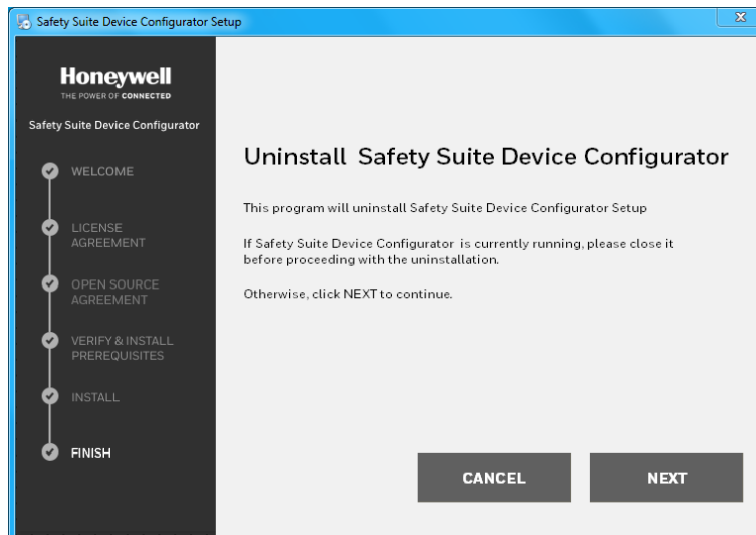 Safety Suite Device Configurator Setup
Honeywell
THE POWER OF CONNECTED
Safety Suite Device Configurator
WELCOME
LICENSE
AGREEMENT
OPEN SOURCE
AGREEMENT
VERIFY & INSTALL
PREREQUISITES
INSTALL
FINISH
Uninstall Safety Suite Device Configurator
This program will uninstall Safety Suite Device Configurator Setup
If Safety Suite Device Configurator is currently running, please close it
before proceeding with the uninstallation.
Otherwise, click NEXT to continue.
CANCEL
NEXT